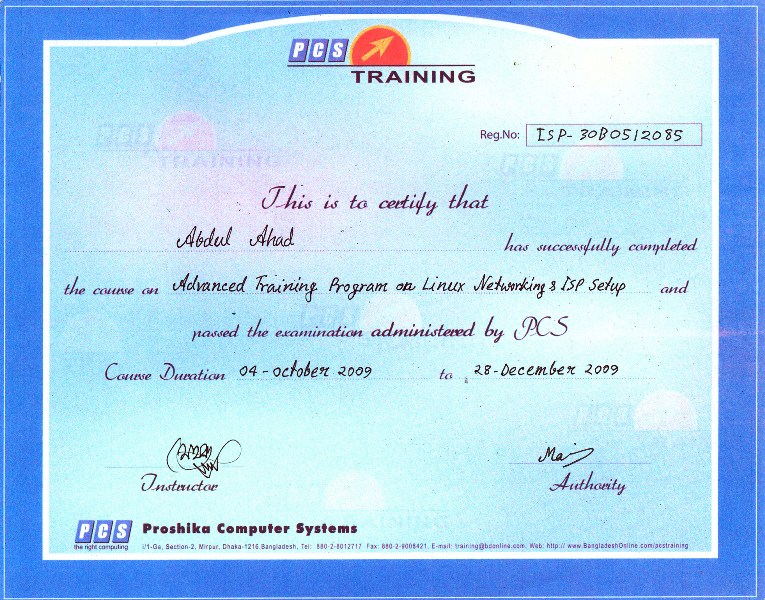 PCS
TRAINING
Reg.No: ISP-30B0512085
This is to certify that
Abdul Ahad has successfully completed
the course on Advanced Training Program on Linux Networking & ISP Setup and
passed the examination administered by PCS
Course Duration 04-October 2009 to 28-December 2009
Instructor Authority
PCS Proshika Computer Systems
the right computing I/1-Ga, Section-2, Mirpur, Dhaka-1216.Bangladesh, Tel: 880-2-8012717 Fax: 880-2-9008421, E-mail: training@bdonline.com, Web: http:// www.BangladeshOnline.com/pcstraining